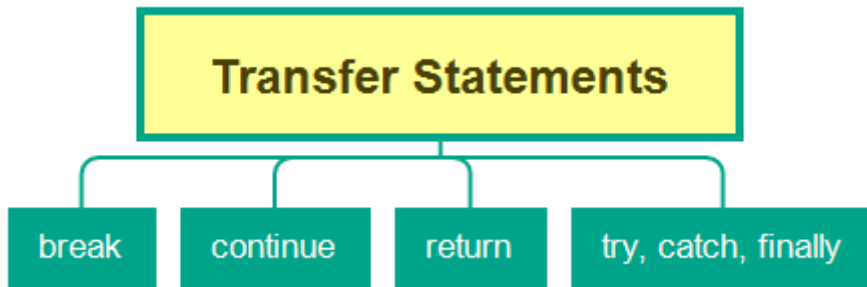 Transfer Statements
break
continue
return
try, catch, finally